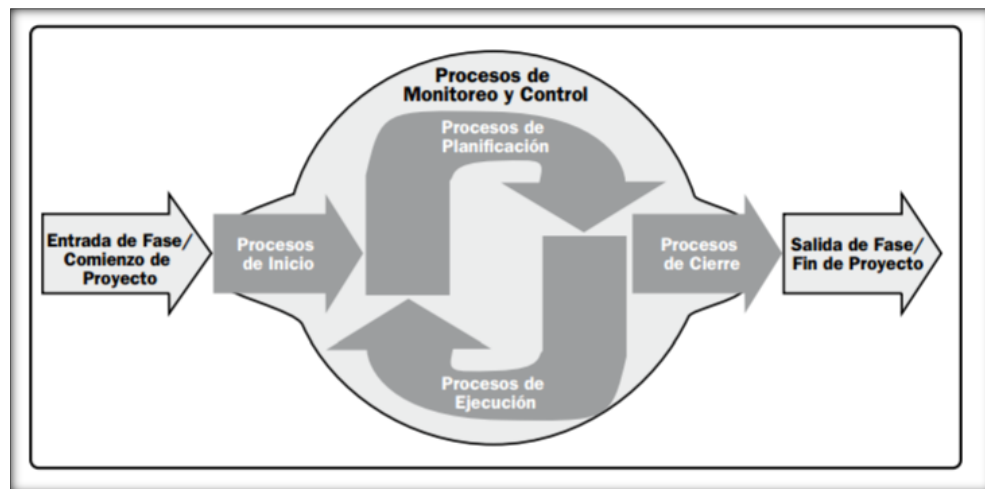 Procesos de
Monitoreo y Control
Procesos de
Planificación
Entrada de Fase/
Comienzo de
Proyecto
Procesos
de Inicio
Procesos
de Cierre
Salida de Fase/
Fin de Proyecto
Procesos de
Ejecución